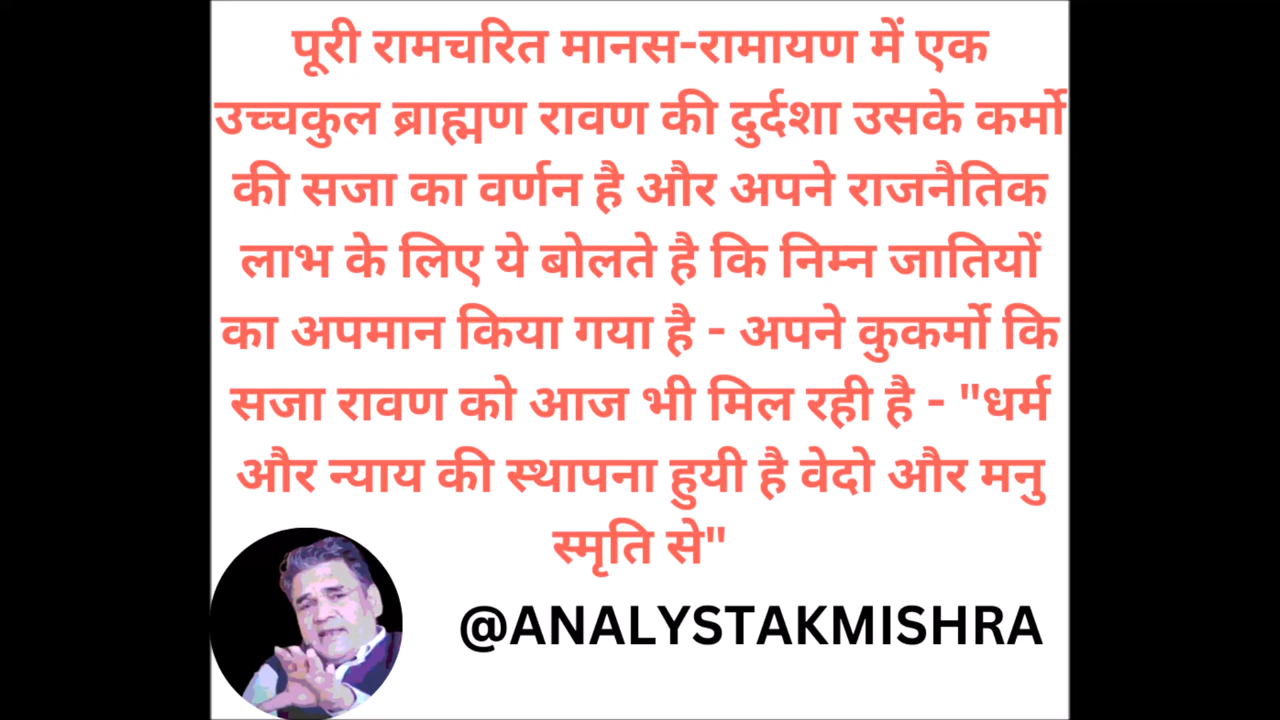 पूरी रामचरित मानस-रामायण में एक
उच्चकुल ब्राह्मण रावण की दुर्दशा उसके कर्मो
की सजा का वर्णन है और अपने राजनैतिक
लाभ के लिए ये बोलते है कि निम्न जातियों
का अपमान किया गया है - अपने कुकर्मो कि
सजा रावण को आज भी मिल रही है - "धर्म
और न्याय की स्थापना हुयी है वेदो और मनु
स्मृति से"
@ANALYSTAKMISHRA